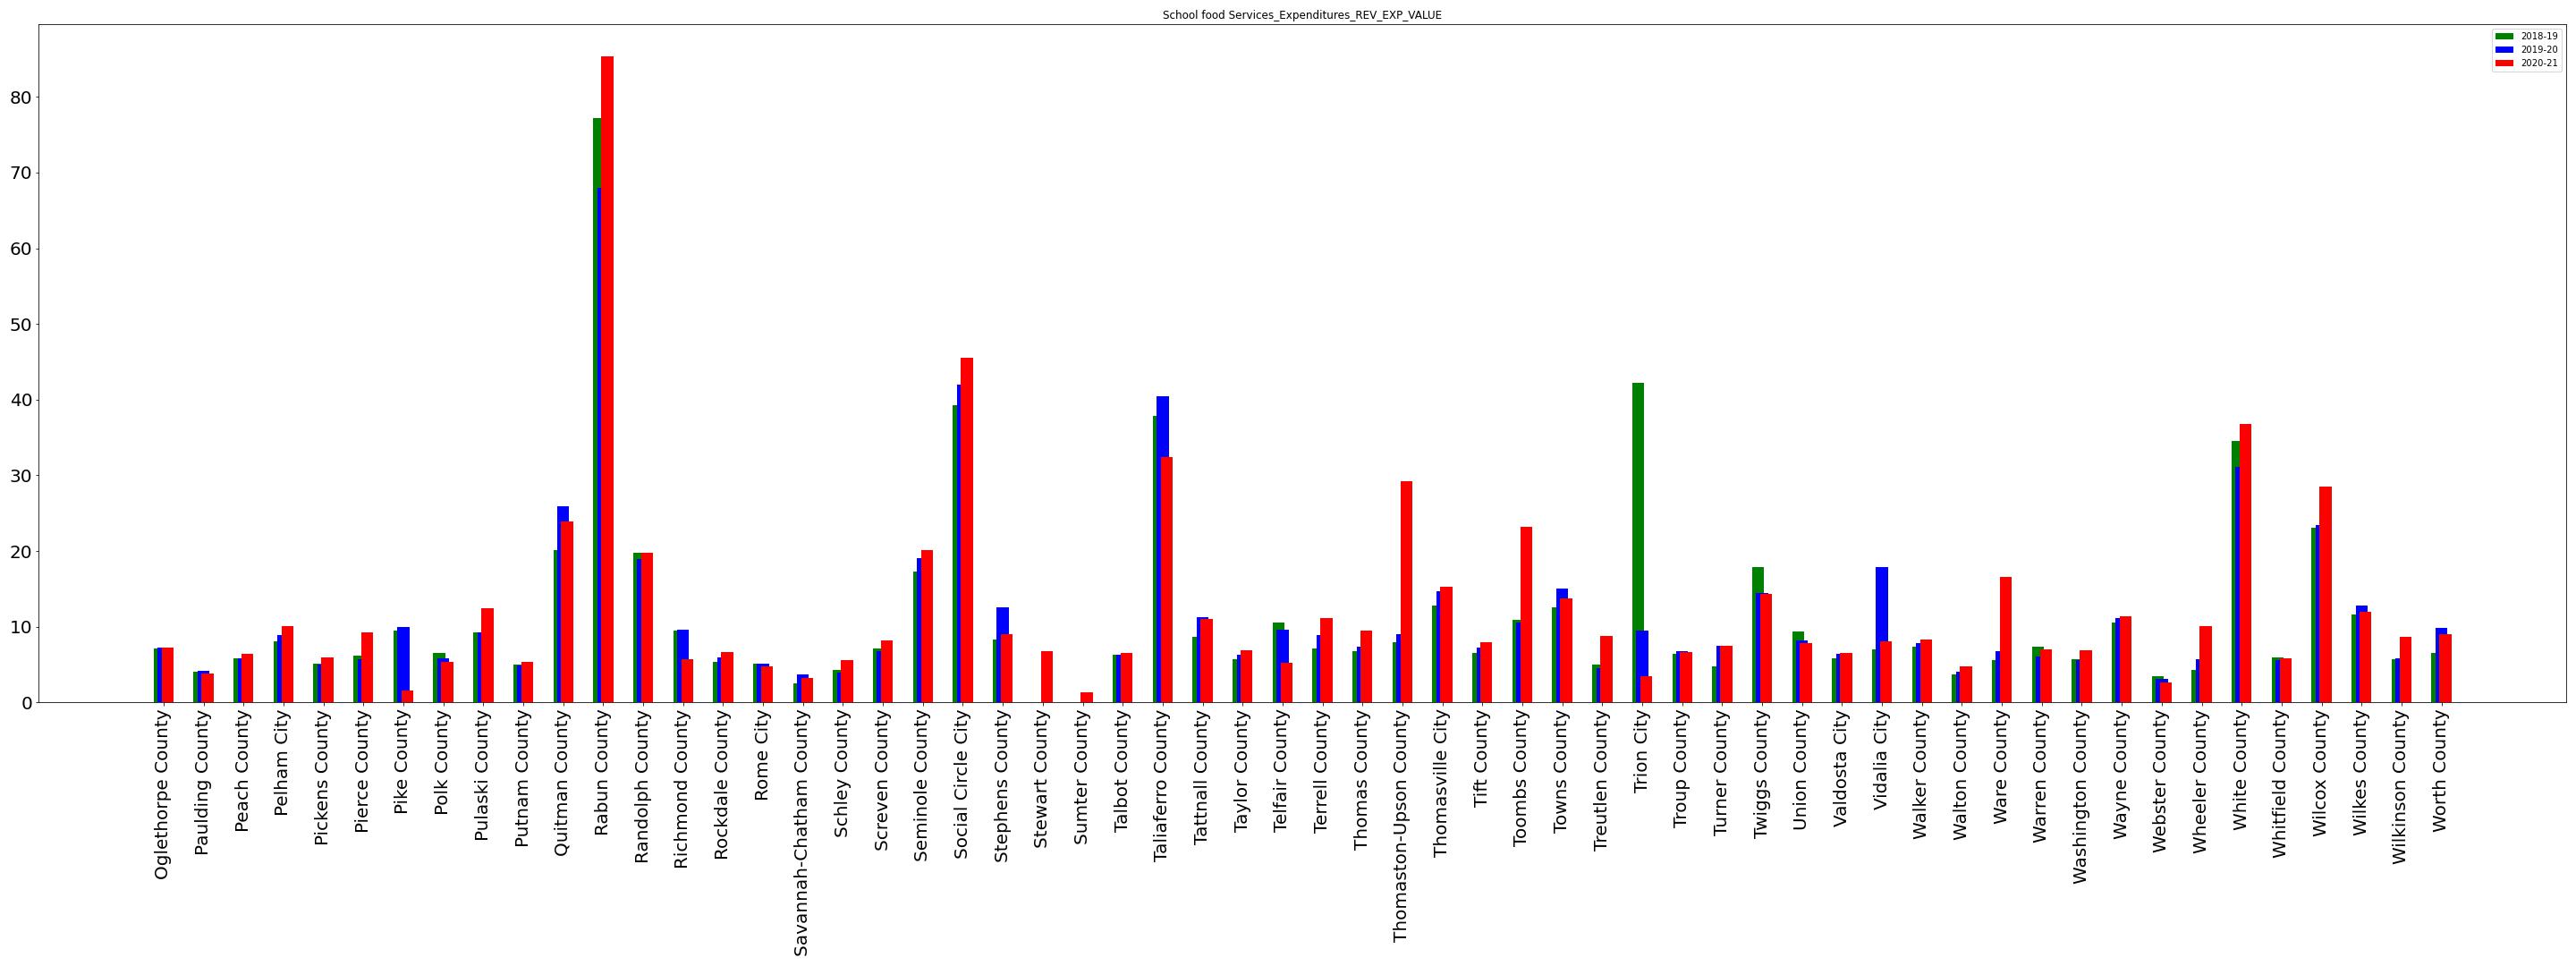 School food Services_Expenditures_REV_EXP_VALUE
2018-19
2019-20
2020-21
80
70
60
50
40
30
20
10
0
Oglethorpe County
Paulding County
Peach County
Pelham City
Pickens County
Pierce County
Pike County
Polk County
Pulaski County
Putnam County
Quitman County
Rabun County
Randolph County
Richmond County
Rockdale County
Rome City
Savannah-Chatham County
Schley County
Screven County
Seminole County
Social Circle City
Stephens County
Stewart County
Sumter County
Talbot County
Taliaferro County
Tattnall County
Taylor County
Telfair County
Terrell County
Thomas County
Thomaston-Upson County
Thomasville City
Tift County
Toombs County
Towns County
Treutlen County
Trion City
Troup County
Turner County
Twiggs County
Union County
Valdosta City
Vidalia City
Walker County
Walton County
Ware County
Warren County
Washington County
Wayne County
Webster County
Wheeler County
White County
Whitfield County
Wilcox County
Wilkes County
Wilkinson County
Worth County